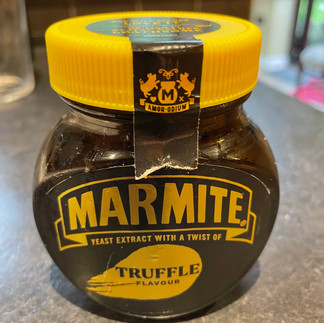 M
AMOR·ODIUM
MARMITE
YEAST EXTRACT WITH A TWIST OF
TRUFFLE
FLAVOUR